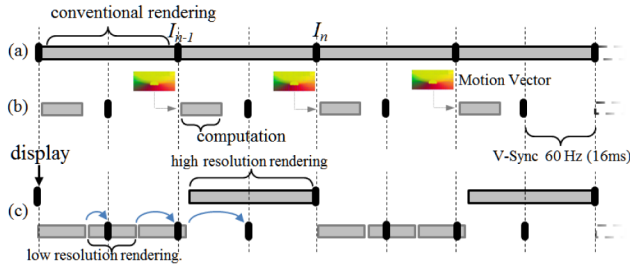 conventional rendering
I_{n-1}
I_n
(a)
Motion Vector
(b)
computation
V-Sync 60 Hz (16ms)
display
high resolution rendering
(c)
low resolution rendering.